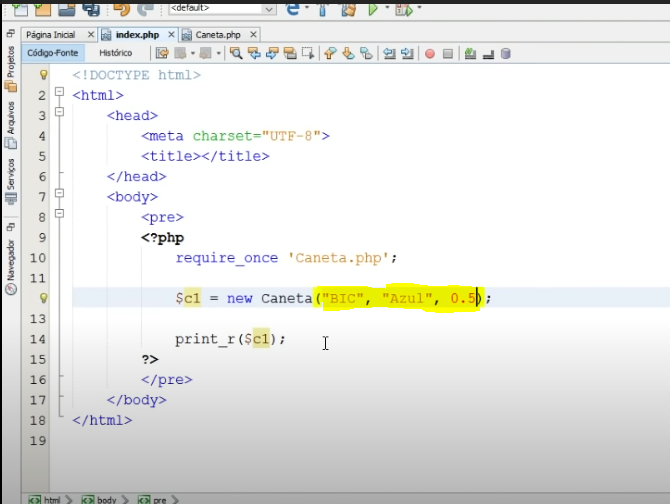 <default>
Página Inicial x index.php x Caneta.php x
Código-Fonte Histórico
Projetos
Arquivos
Serviços
Navegador
<!DOCTYPE html>
2 <html>
3 <head>
4 <meta charset="UTF-8">
5 <title></title>
6 </head>
7 <body>
8 <pre>
9 <?php
10 require_once 'Caneta.php';
11
$c1 = new Caneta("BIC", "Azul", 0.5);
13
14 print_r($c1);
15 ?>
16 </pre>
17 </body>
18 </html>
19
html body pre